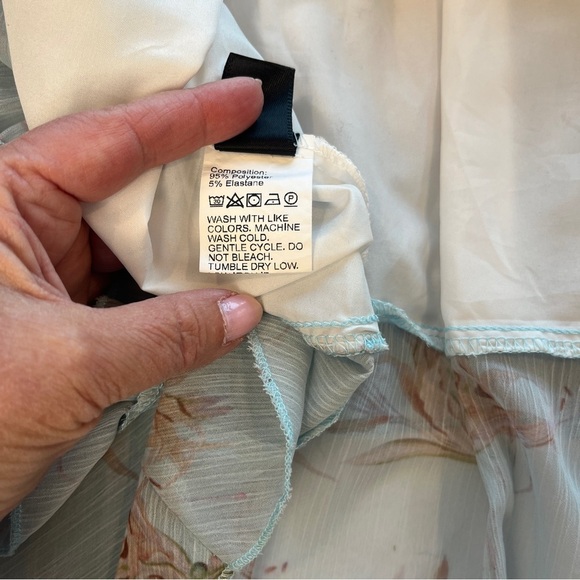 Composition:
95% Polyester
5% Elastane
WASH WITH LIKE
COLORS. MACHINE
WASH COLD.
GENTLE CYCLE. DO
NOT BLEACH.
TUMBLE DRY LOW.